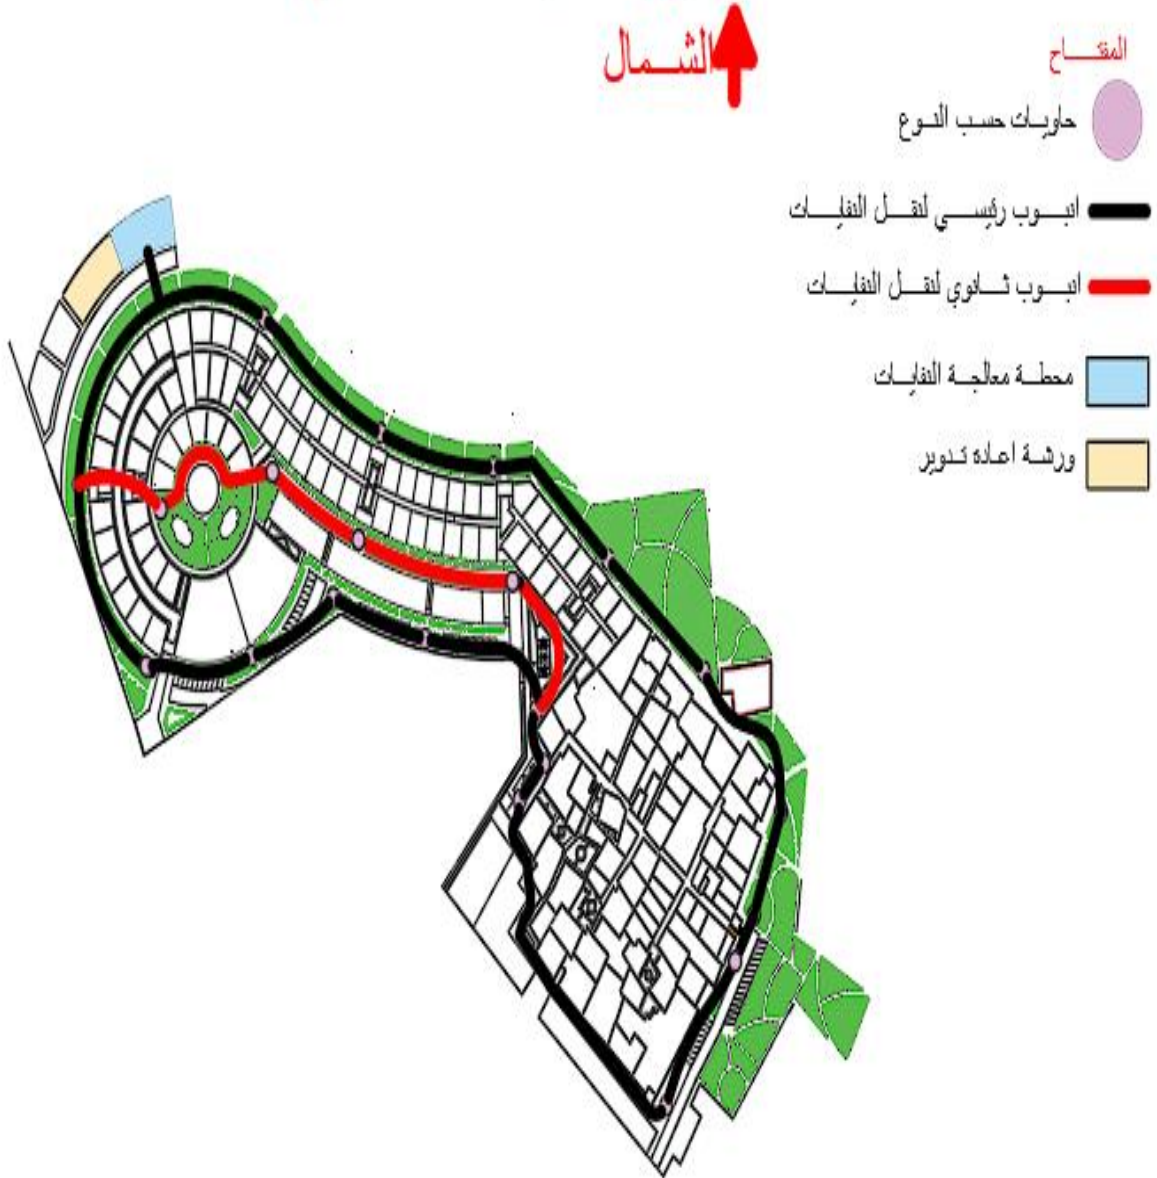 الشمال
المفتاح
حاويات حسب النوع
انبوب رئيسي لنقل النفايات
انبوب ثانوي لنقل النفايات
محطة معالجة النفايات
ورشة اعاده تدوير